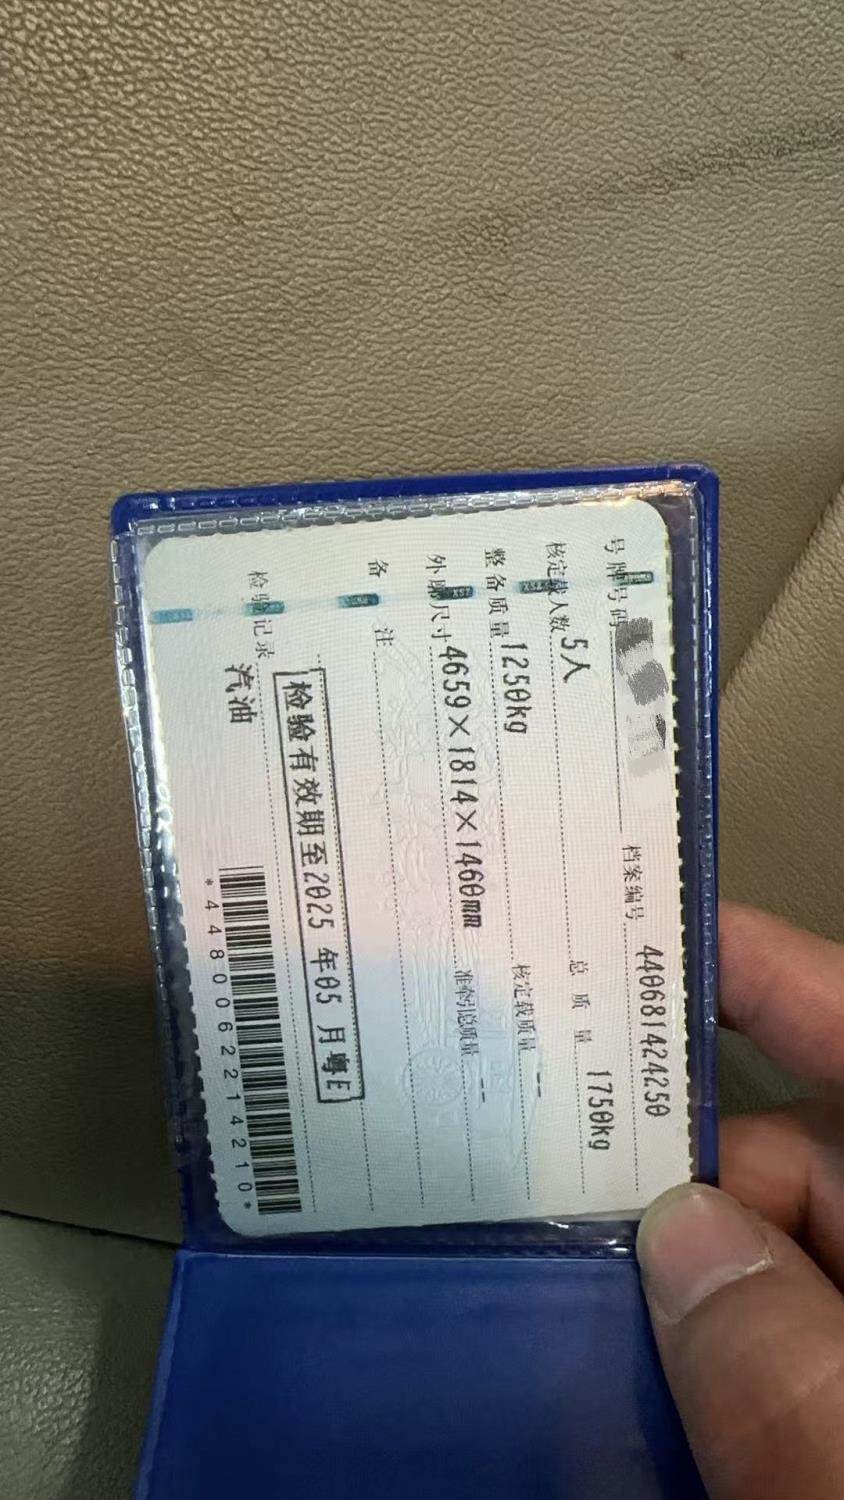 号牌号码 档案编号 440681424250
核定载人数 5人 总质量 1750kg
整备质量 1250kg 核定载质量 --
外廓尺寸 4659×1814×1460mm 准牵引总质量 --
备注
检验有效期至2025年05月粤E
检验记录
汽油
*4480062214210*